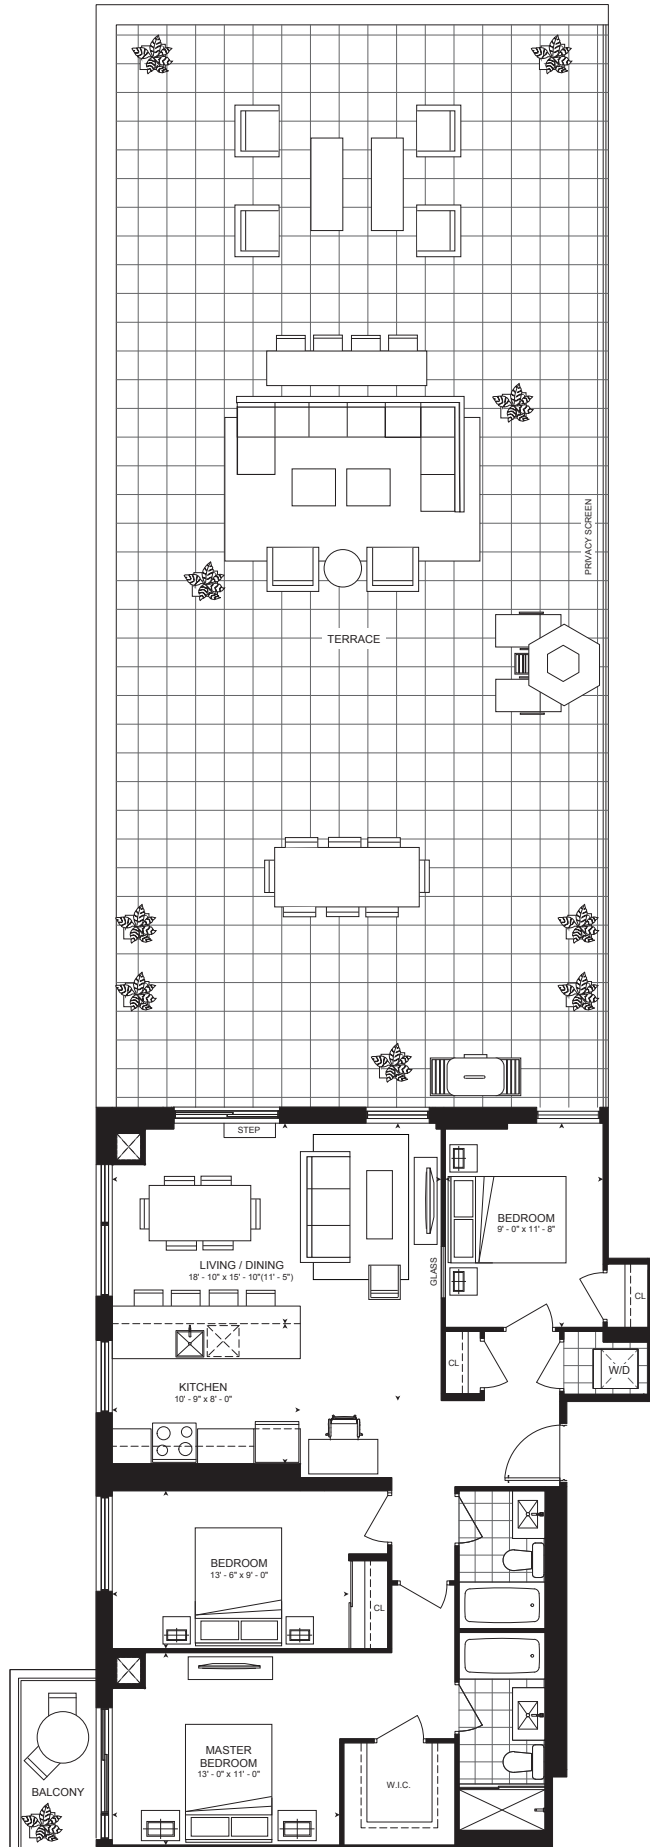 PRIVACY SCREEN
TERRACE
STEP
LIVING / DINING
18' - 10" x 15' - 10"(11' - 5")
GLASS
BEDROOM
9' - 0" x 11' - 8"
CL
CL
W/D
KITCHEN
10' - 9" x 8' - 0"
BEDROOM
13' - 6" x 9' - 0"
CL
MASTER
BEDROOM
13' - 0" x 11' - 0"
W.I.C.
BALCONY